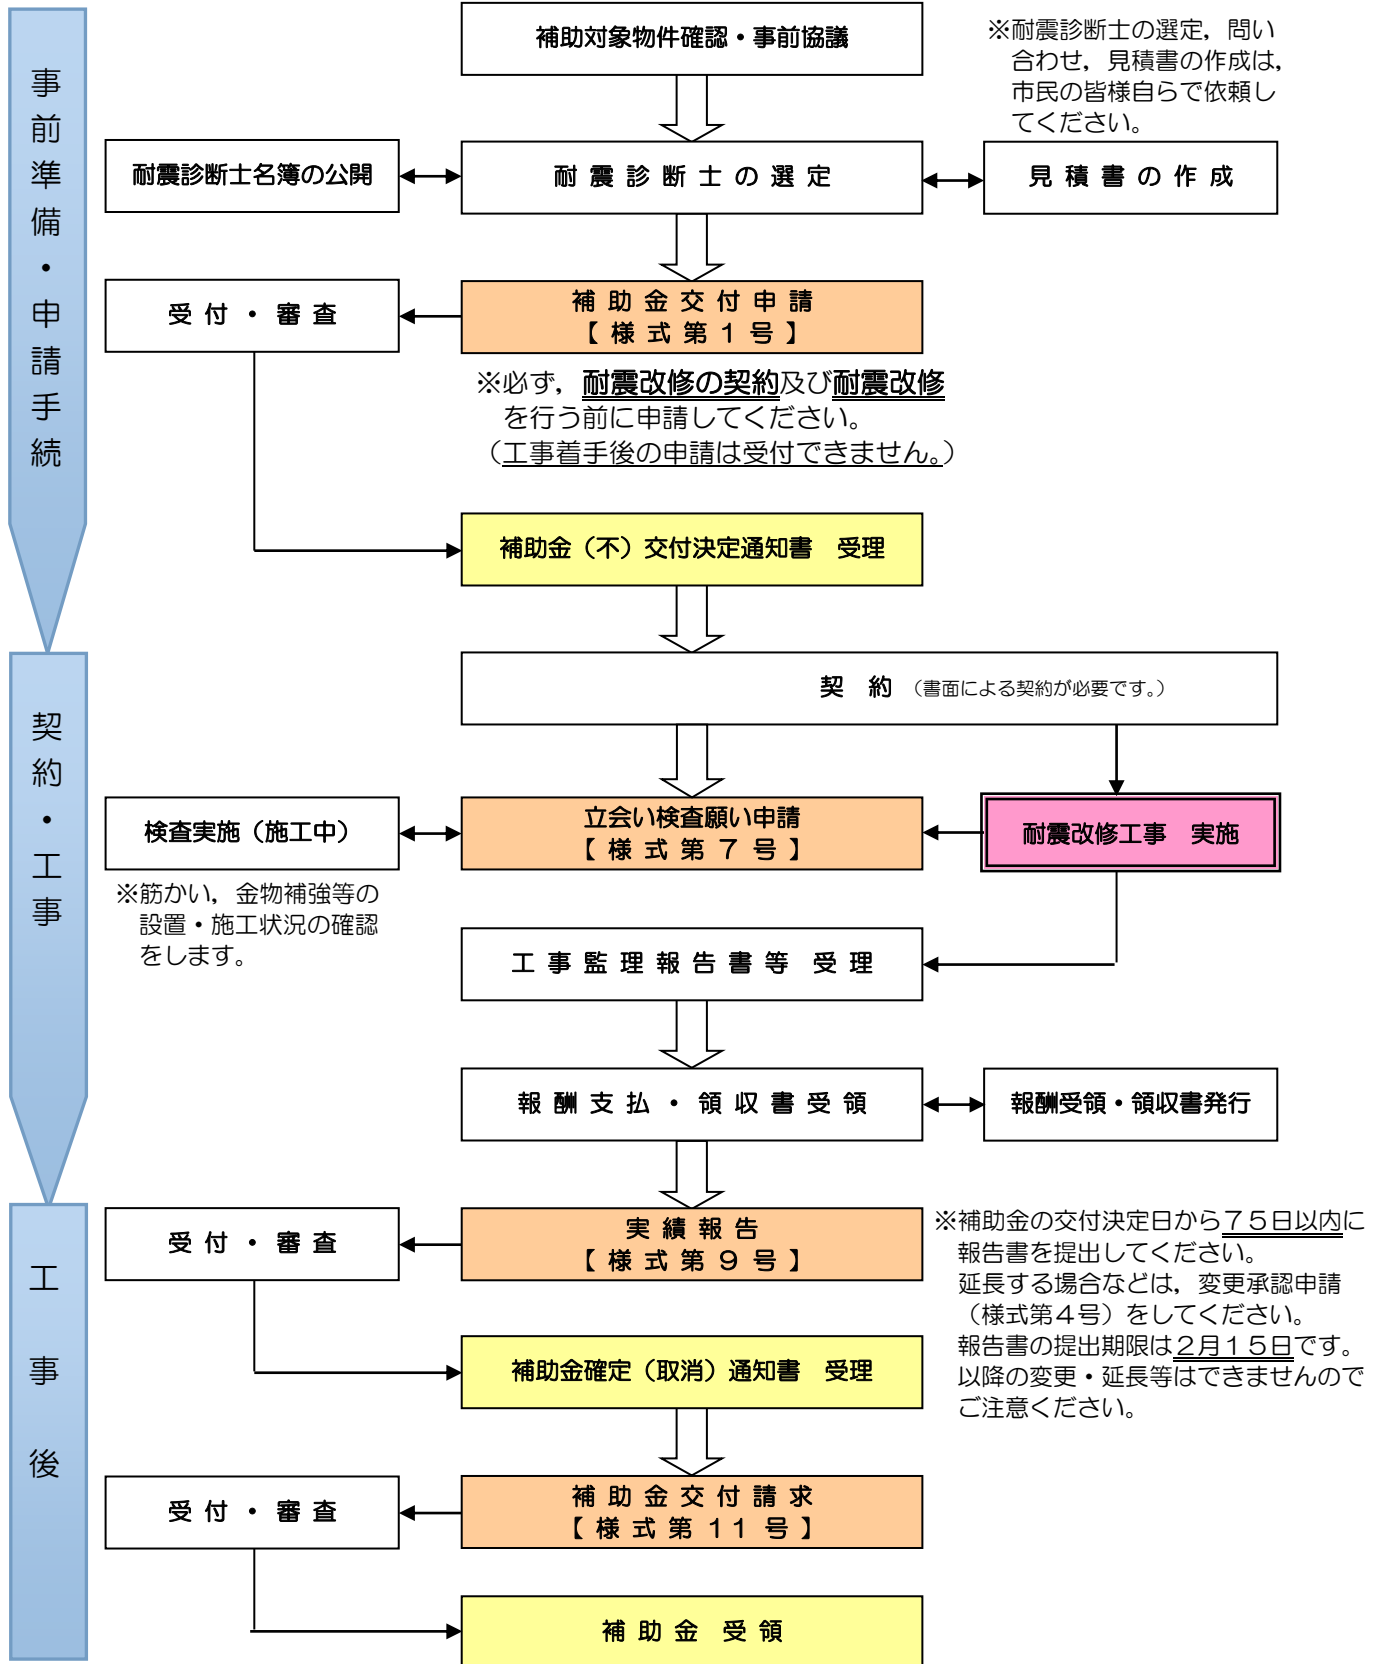 事前準備・申請手続
補助対象物件確認・事前協議
※耐震診断士の選定，問い
合わせ，見積書の作成は，
市民の皆様自らで依頼し
てください。
耐震診断士名簿の公開
耐震診断士の選定
見積書の作成
受付・審査
補助金交付申請
【様式第１号】
※必ず，耐震改修の契約及び耐震改修
を行う前に申請してください。
（工事着手後の申請は受付できません。）
補助金（不）交付決定通知書　受理
契約・工事
契　約（書面による契約が必要です。）
検査実施（施工中）
立会い検査願い申請
【様式第７号】
耐震改修工事　実施
※筋かい，金物補強等の
設置・施工状況の確認
をします。
工事監理報告書等　受理
報酬支払・領収書受領
報酬受領・領収書発行
工事後
受付・審査
実績報告
【様式第９号】
※補助金の交付決定日から７５日以内に
報告書を提出してください。
延長する場合などは，変更承認申請
（様式第４号）をしてください。
報告書の提出期限は２月１５日です。
以降の変更・延長等はできませんので
ご注意ください。
補助金確定（取消）通知書　受理
受付・審査
補助金交付請求
【様式第１１号】
補助金　受領